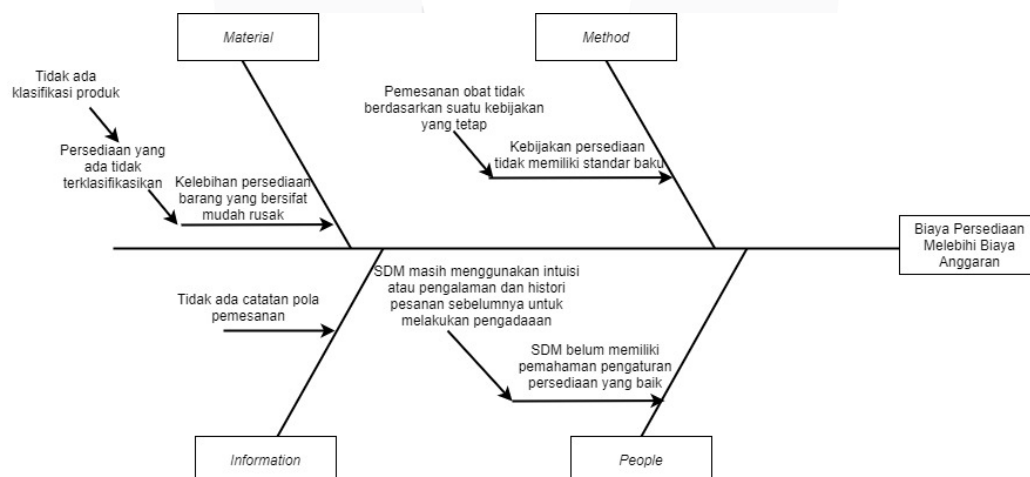 Material
Method
Tidak ada
klasifikasi produk
Persediaan yang
ada tidak
terklasifikasikan
Kelebihan persediaan
barang yang bersifat
mudah rusak
Pemesanan obat tidak
berdasarkan suatu kebijakan
yang tetap
Kebijakan persediaan
tidak memiliki standar baku
Biaya Persediaan
Melebihi Biaya
Anggaran
Tidak ada catatan pola
pemesanan
SDM masih menggunakan intuisi
atau pengalaman dan histori
pesanan sebelumnya untuk
melakukan pengadaaan
SDM belum memiliki
pemahaman pengaturan
persediaan yang baik
Information
People